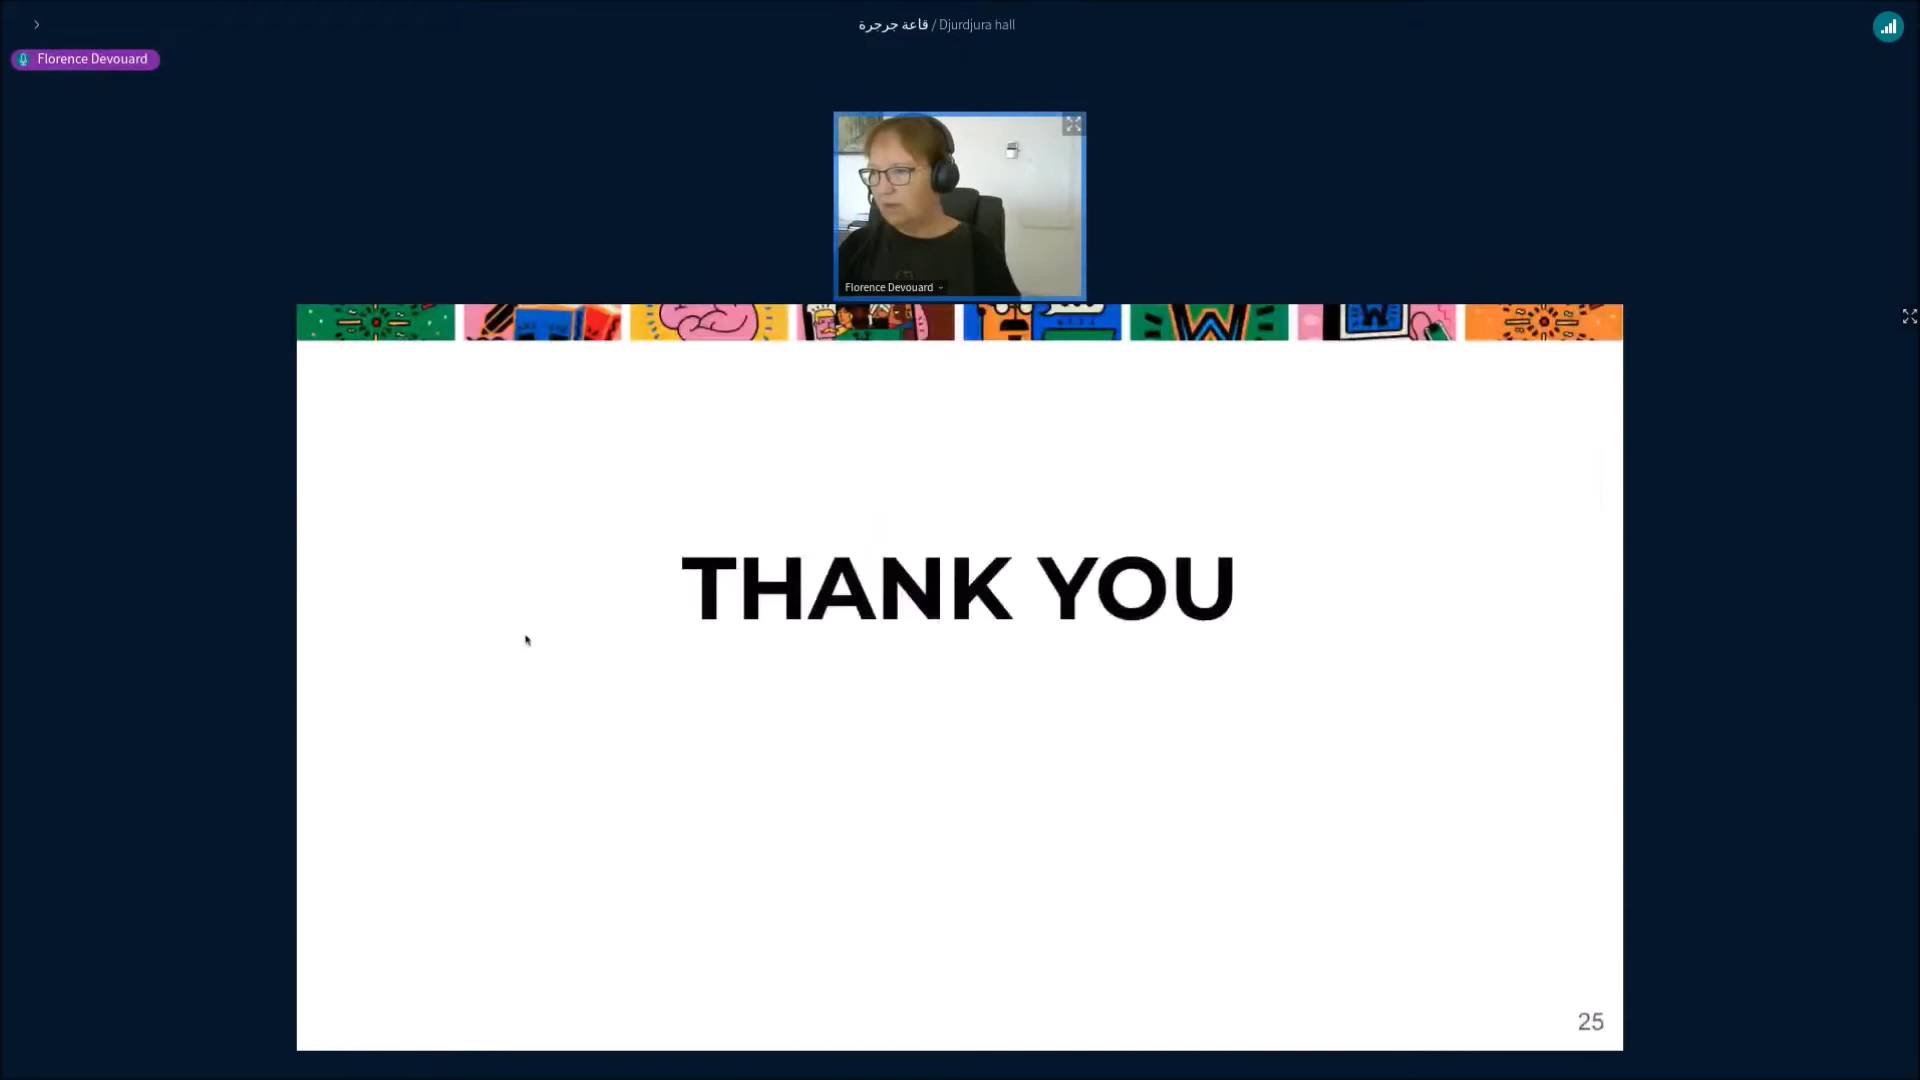 قاعة جرجرة / Djurdjura hall
Florence Devouard
Florence Devouard
THANK YOU
25